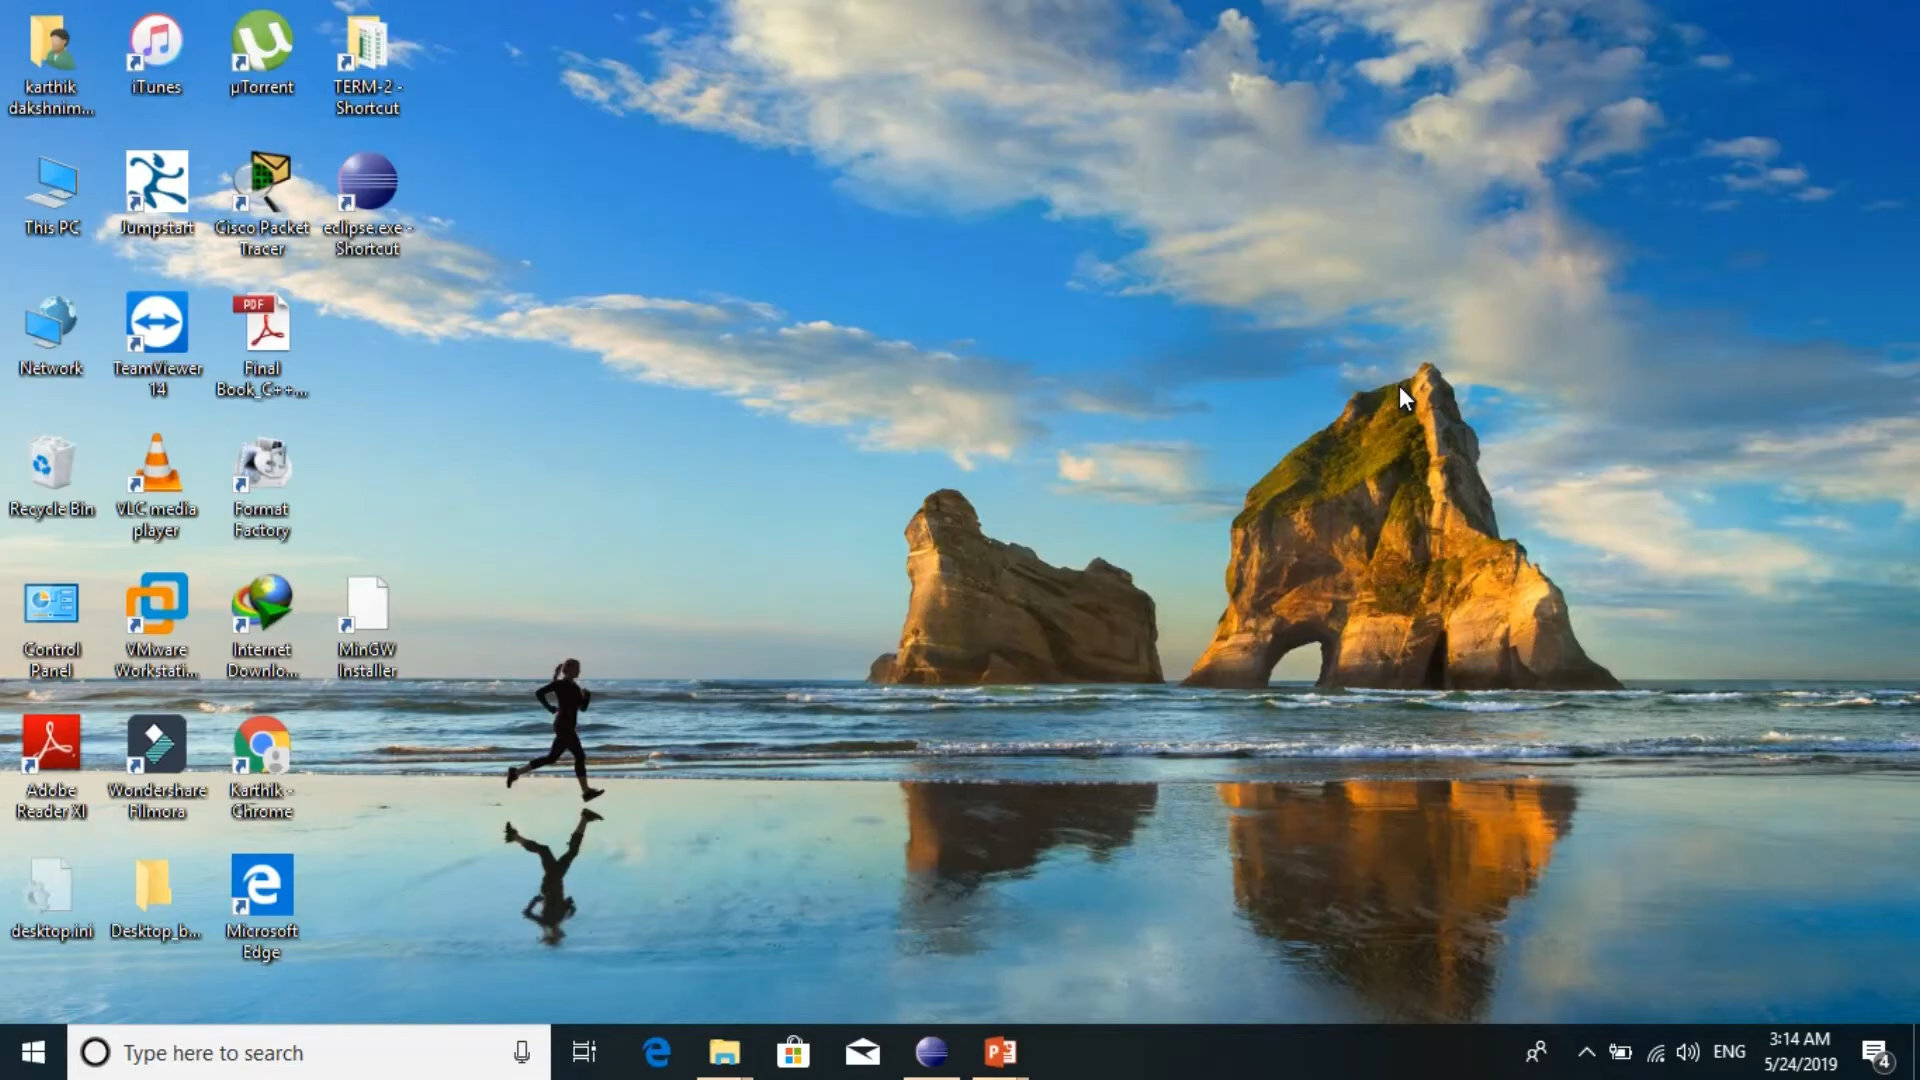 karthik
dakshnim...
iTunes
µTorrent
TERM-2 -
Shortcut
This PC
Jumpstart
Cisco Packet
Tracer
eclipse.exe -
Shortcut
Network
TeamViewer
14
PDF
Final
Book_C++...
Recycle Bin
VLC media
player
Format
Factory
Control
Panel
VMware
Workstati...
Internet
Downlo...
MinGW
Installer
Adobe
Reader XI
Wondershare
Filmora
Karthik -
Chrome
desktop.ini
Desktop_b...
Microsoft
Edge
Type here to search
ENG
3:14 AM
5/24/2019
4